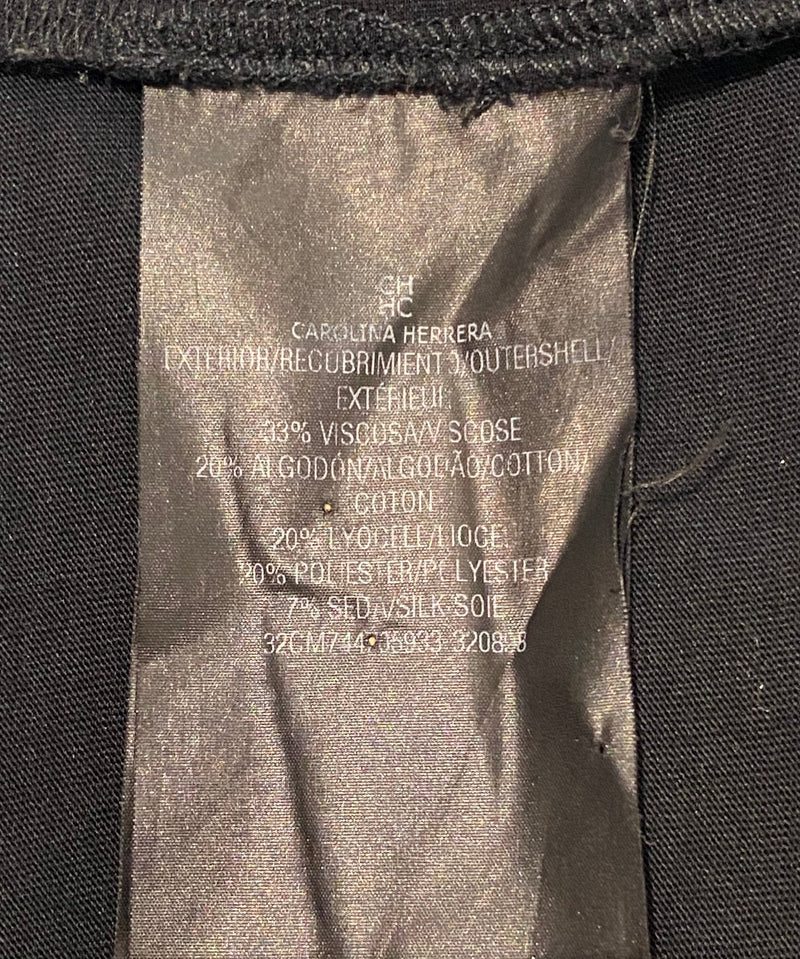 CH
HC
CAROLINA HERRERA
EXTERIOR/RECUBRIMIENTO/OUTERSHELL/
EXTÉRIEUR
33% VISCOSA/VISCOSE
20% ALGODÓN/ALGODÃO/COTTON/
COTON
20% LYOCELL/LIOCEL
20% POLIESTER/POLYESTER
7% SEDA/SILK-SOIE